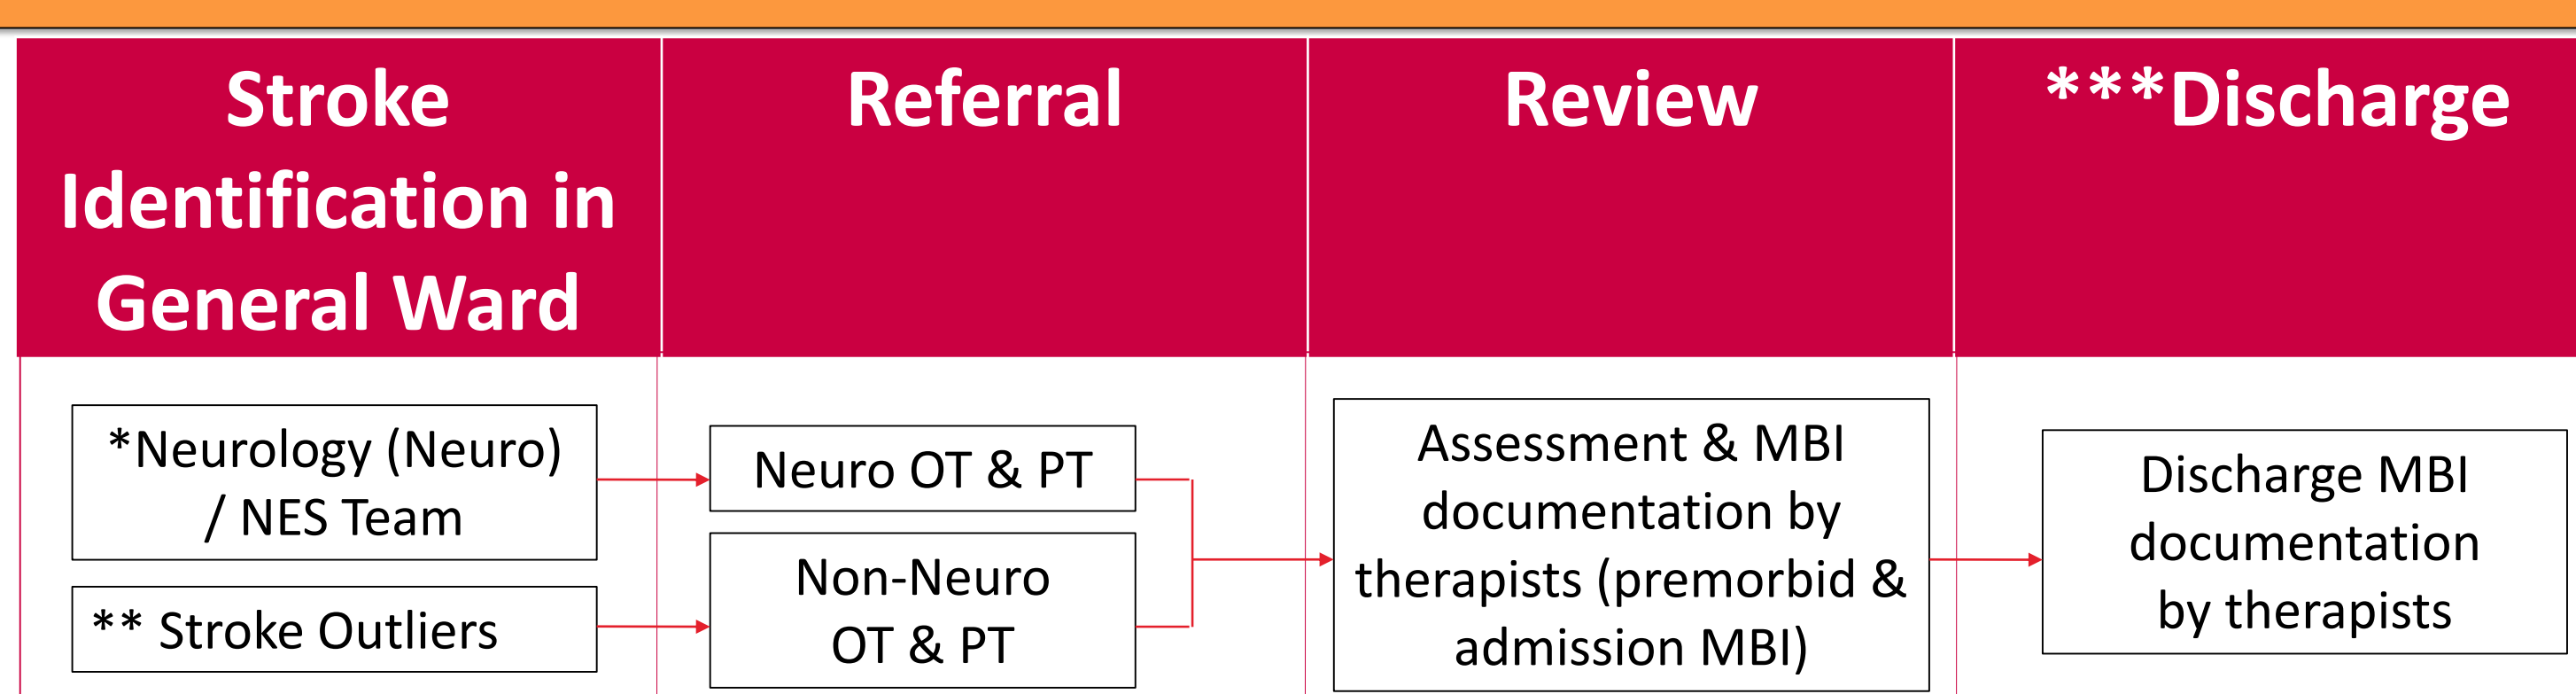 Stroke
Identification in
General Ward
Referral
Review
***Discharge
*Neurology (Neuro)
/ NES Team
** Stroke Outliers
Neuro OT & PT
Non-Neuro
OT & PT
Assessment & MBI
documentation by
therapists (premorbid &
admission MBI)
Discharge MBI
documentation
by therapists